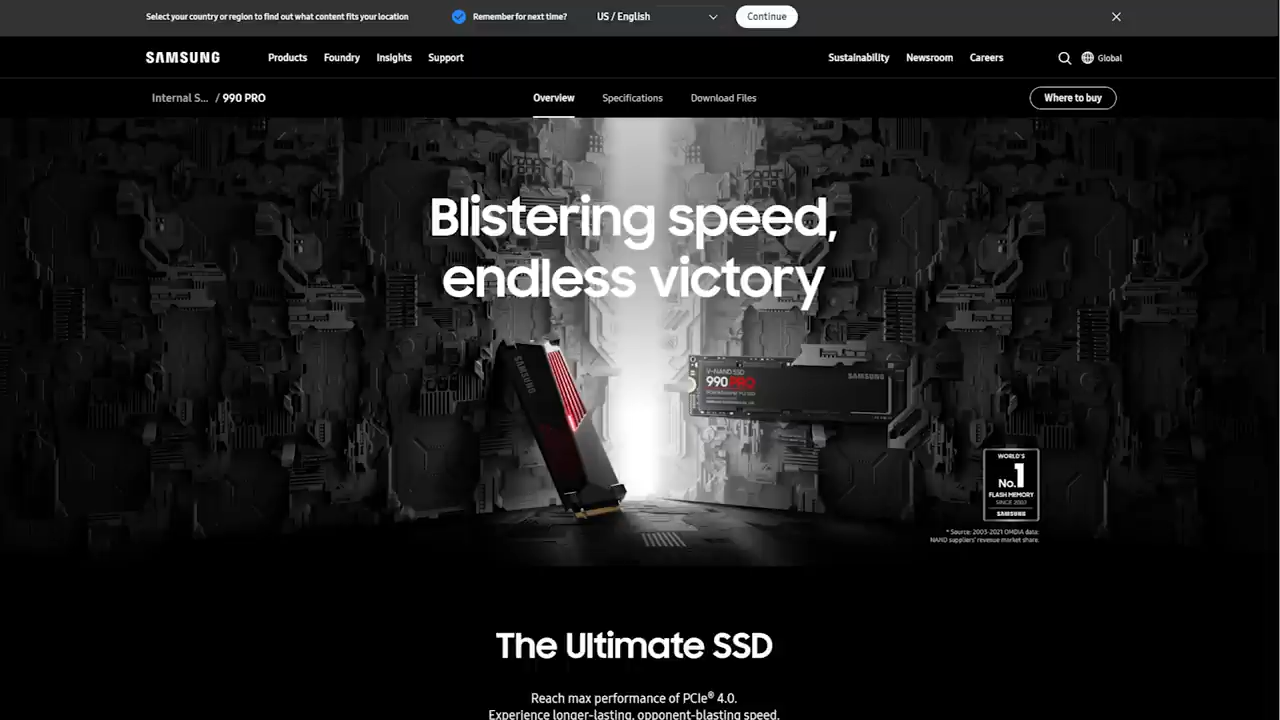 Select your country or region to find out what content fits your location
Remember for next time?
US / English
Continue
SAMSUNG
Products
Foundry
Insights
Support
Sustainability
Newsroom
Careers
Global
Internal S... / 990 PRO
Overview
Specifications
Download Files
Where to buy
Blistering speed,
endless victory
SAMSUNG
V-NAND SSD
990 PRO
SAMSUNG
WORLD'S
No.1
FLASH MEMORY
SINCE 2003
SAMSUNG
* Source: 2003-2021 OMDIA data:
NAND suppliers' revenue market share.
The Ultimate SSD
Reach max performance of PCIe® 4.0.
Experience longer-lasting, opponent-blasting speed.